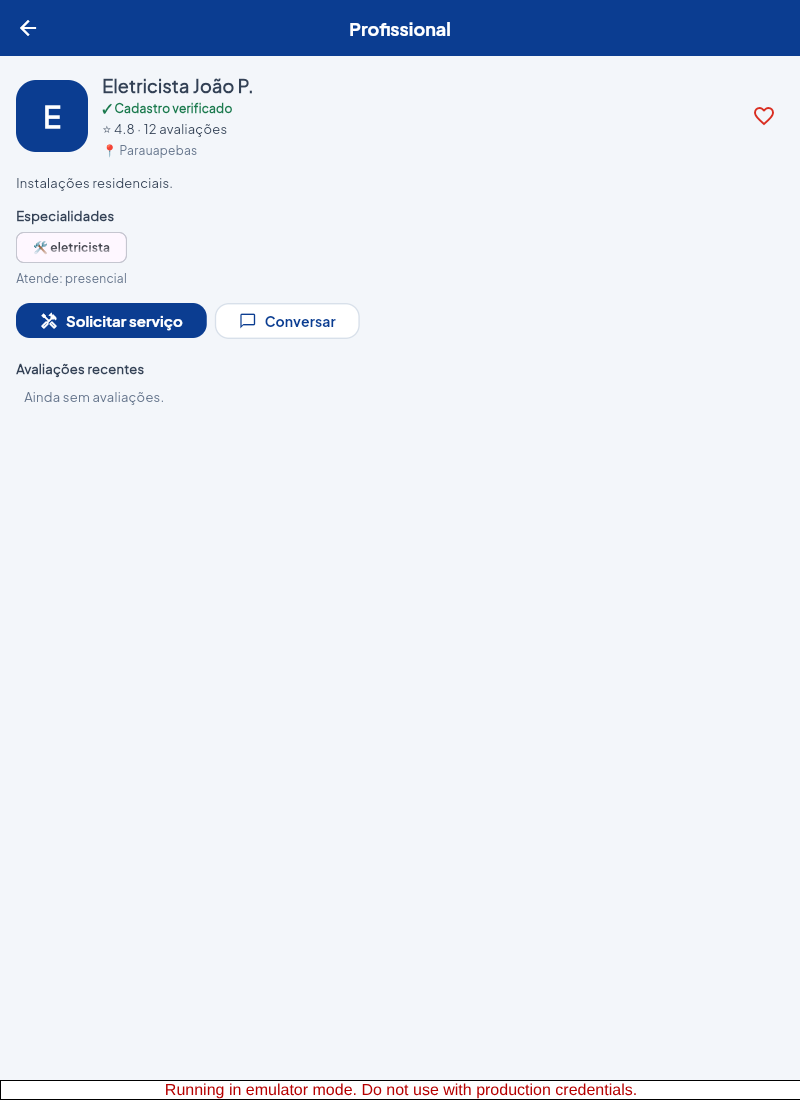 Profissional
E
Eletricista João P.
✓ Cadastro verificado
⭐ 4.8 · 12 avaliações
📍 Parauapebas
Instalações residenciais.
Especialidades
🛠️ eletricista
Atende: presencial
Solicitar serviço
Conversar
Avaliações recentes
Ainda sem avaliações.
Running in emulator mode. Do not use with production credentials.